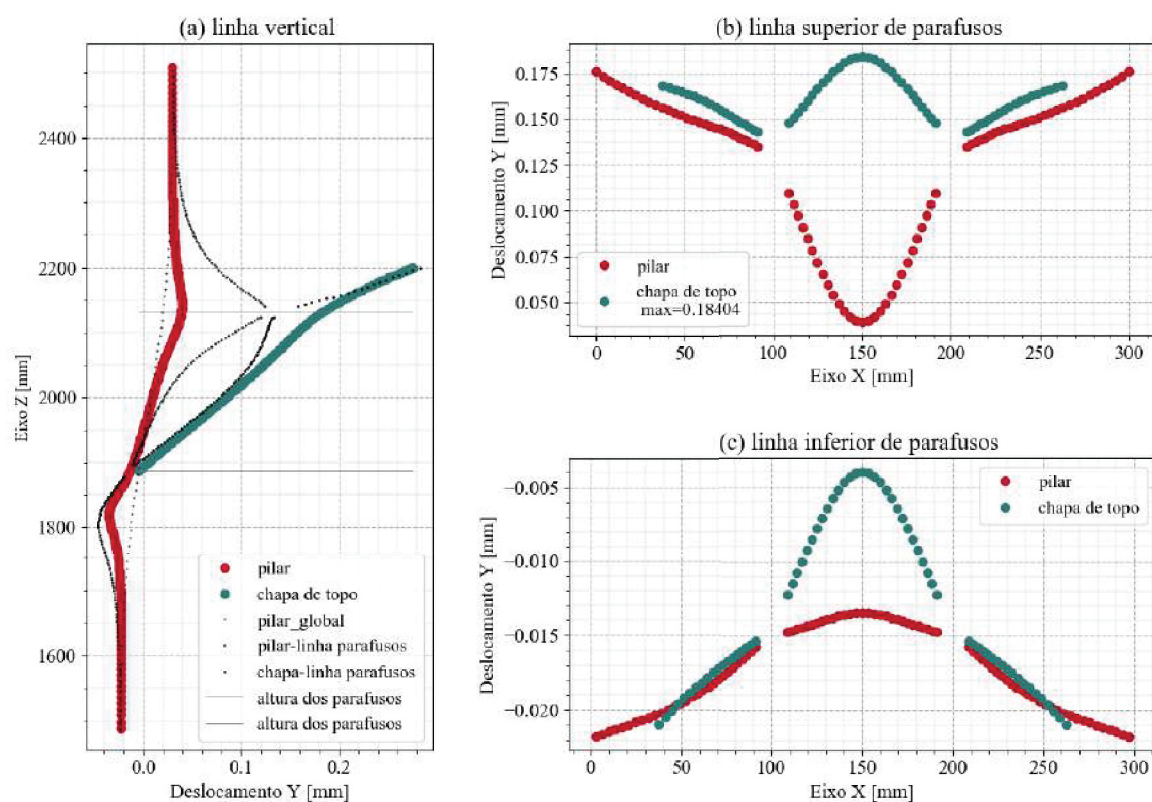 (a) linha vertical
2400
2200
2000
1800
1600
Eixo Z [mm]
0.0
0.1
0.2
Deslocamento Y [mm]
pilar
chapa de topo
pilar_global
pilar-linha parafusos
chapa-linha parafusos
altura dos parafusos
altura dos parafusos
(b) linha superior de parafusos
0.175
0.150
0.125
0.100
0.075
0.050
Deslocamento Y [mm]
pilar
chapa de topo
max=0.18404
0
50
100
150
200
250
300
Eixo X [mm]
(c) linha inferior de parafusos
−0.005
−0.010
−0.015
−0.020
Deslocamento Y [mm]
pilar
chapa de topo
0
50
100
150
200
250
300
Eixo X [mm]